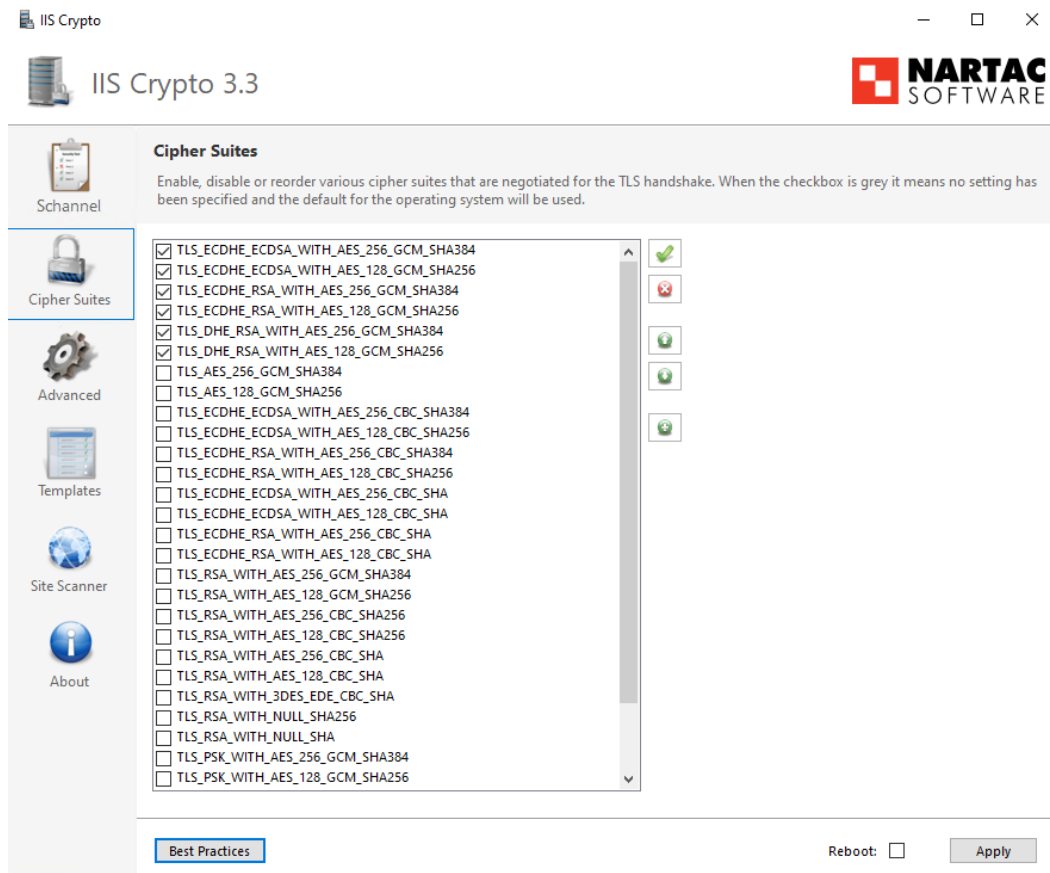 IIS Crypto
IIS Crypto 3.3
NARTAC
SOFTWARE
Schannel
Cipher Suites
Advanced
Templates
Site Scanner
About
Cipher Suites
Enable, disable or reorder various cipher suites that are negotiated for the TLS handshake. When the checkbox is grey it means no setting has
been specified and the default for the operating system will be used.
TLS_ECDHE_ECDSA_WITH_AES_256_GCM_SHA384
TLS_ECDHE_ECDSA_WITH_AES_128_GCM_SHA256
TLS_ECDHE_RSA_WITH_AES_256_GCM_SHA384
TLS_ECDHE_RSA_WITH_AES_128_GCM_SHA256
TLS_DHE_RSA_WITH_AES_256_GCM_SHA384
TLS_DHE_RSA_WITH_AES_128_GCM_SHA256
TLS_AES_256_GCM_SHA384
TLS_AES_128_GCM_SHA256
TLS_ECDHE_ECDSA_WITH_AES_256_CBC_SHA384
TLS_ECDHE_ECDSA_WITH_AES_128_CBC_SHA256
TLS_ECDHE_RSA_WITH_AES_256_CBC_SHA384
TLS_ECDHE_RSA_WITH_AES_128_CBC_SHA256
TLS_ECDHE_ECDSA_WITH_AES_256_CBC_SHA
TLS_ECDHE_ECDSA_WITH_AES_128_CBC_SHA
TLS_ECDHE_RSA_WITH_AES_256_CBC_SHA
TLS_ECDHE_RSA_WITH_AES_128_CBC_SHA
TLS_RSA_WITH_AES_256_GCM_SHA384
TLS_RSA_WITH_AES_128_GCM_SHA256
TLS_RSA_WITH_AES_256_CBC_SHA256
TLS_RSA_WITH_AES_128_CBC_SHA256
TLS_RSA_WITH_AES_256_CBC_SHA
TLS_RSA_WITH_AES_128_CBC_SHA
TLS_RSA_WITH_3DES_EDE_CBC_SHA
TLS_RSA_WITH_NULL_SHA256
TLS_RSA_WITH_NULL_SHA
TLS_PSK_WITH_AES_256_GCM_SHA384
TLS_PSK_WITH_AES_128_GCM_SHA256
Best Practices
Reboot:
Apply